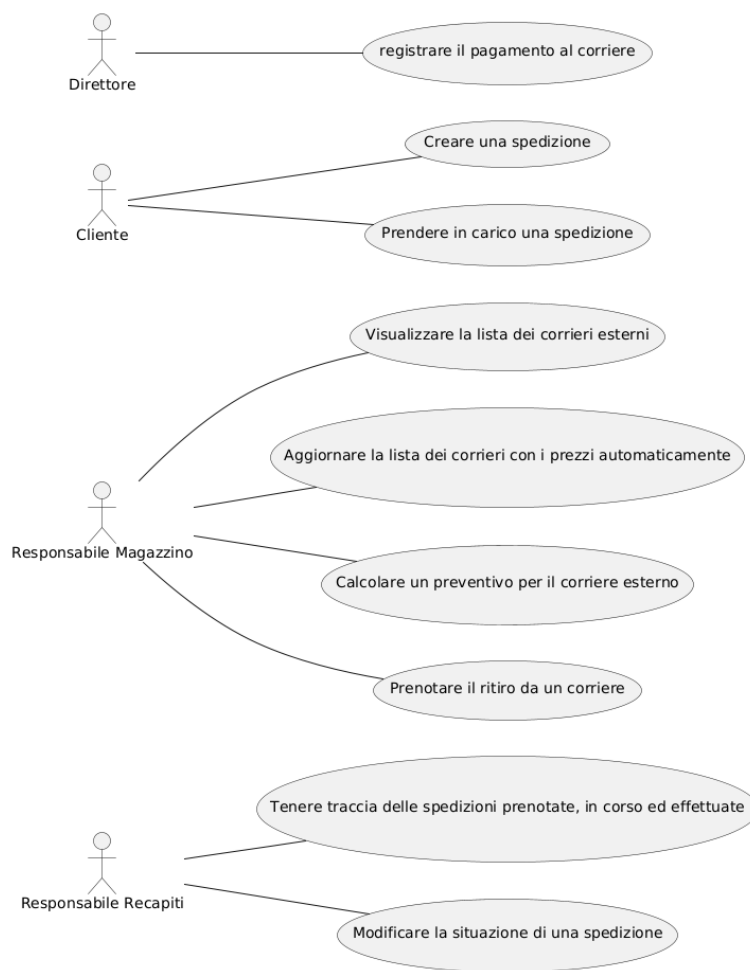 registrare il pagamento al corriere
Direttore
Creare una spedizione
Cliente
Prendere in carico una spedizione
Visualizzare la lista dei corrieri esterni
Aggiornare la lista dei corrieri con i prezzi automaticamente
Responsabile Magazzino
Calcolare un preventivo per il corriere esterno
Prenotare il ritiro da un corriere
Tenere traccia delle spedizioni prenotate, in corso ed effettuate
Responsabile Recapiti
Modificare la situazione di una spedizione